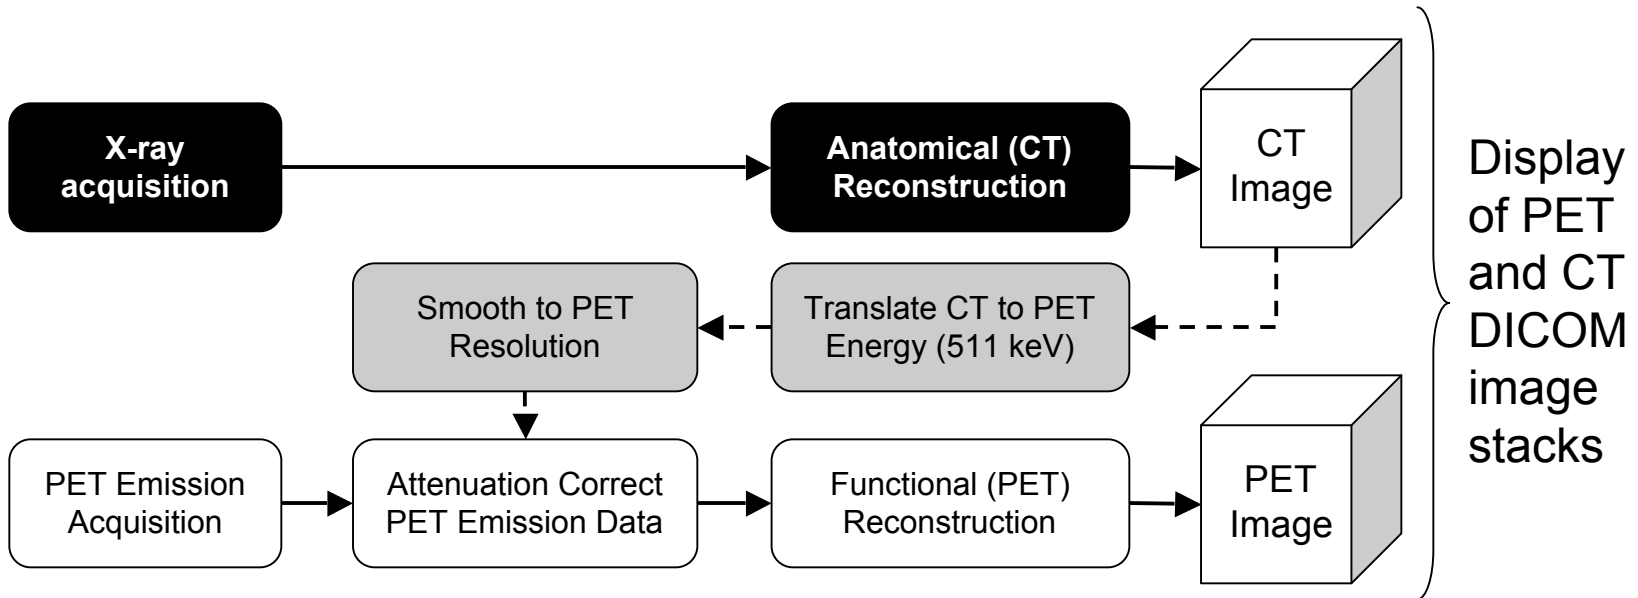 X-ray
acquisition
Anatomical (CT)
Reconstruction
CT
Image
Smooth to PET
Resolution
Translate CT to PET
Energy (511 keV)
PET Emission
Acquisition
Attenuation Correct
PET Emission Data
Functional (PET)
Reconstruction
PET
Image
Display
of PET
and CT
DICOM
image
stacks